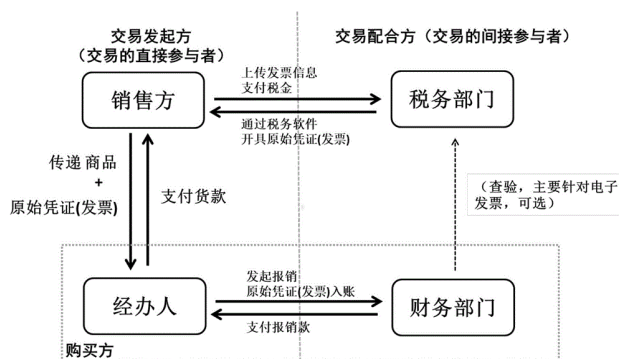 交易发起方
（交易的直接参与者）
交易配合方（交易的间接参与者）
销售方
上传发票信息
支付税金
税务部门
通过税务软件
开具原始凭证(发票)
传递 商品
+
原始凭证(发票)
支付货款
（查验，主要针对电子
发票，可选）
经办人
发起报销
原始凭证(发票)入账
支付报销款
财务部门
购买方